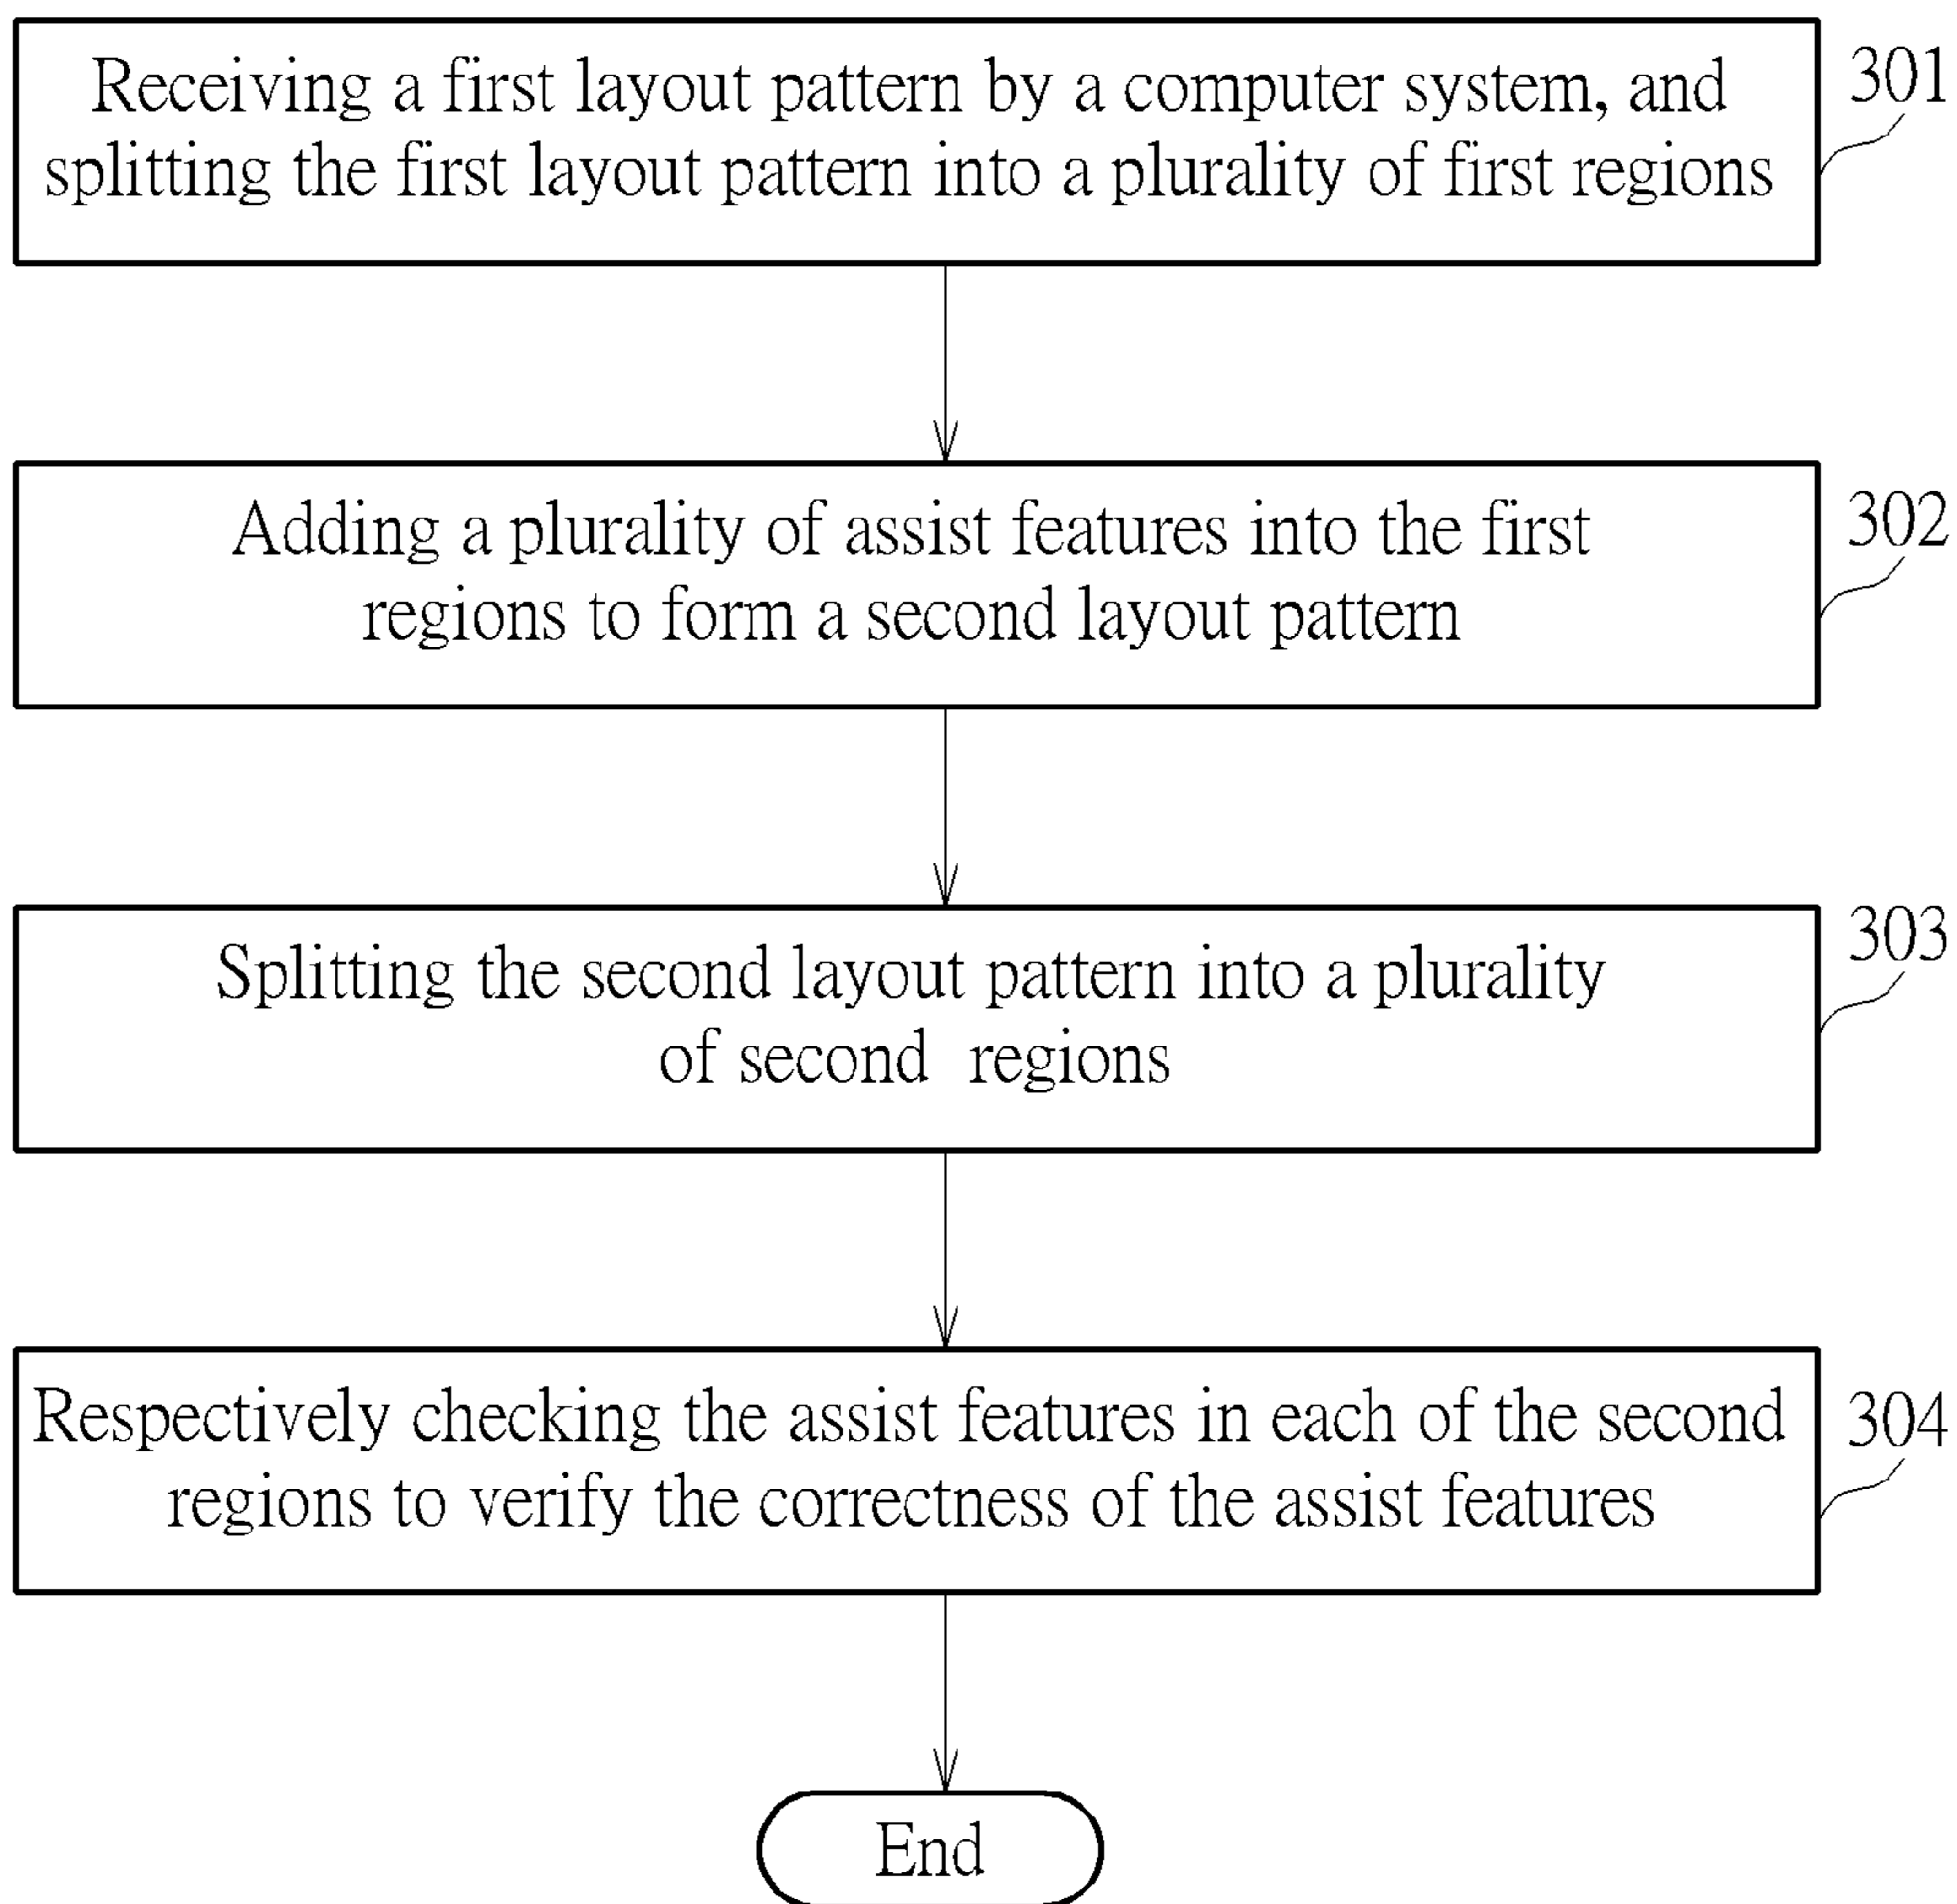 Receiving a first layout pattern by a computer system, and
splitting the first layout pattern into a plurality of first regions
301
Adding a plurality of assist features into the first
regions to form a second layout pattern
302
Splitting the second layout pattern into a plurality
of second regions
303
Respectively checking the assist features in each of the second
regions to verify the correctness of the assist features
304
End